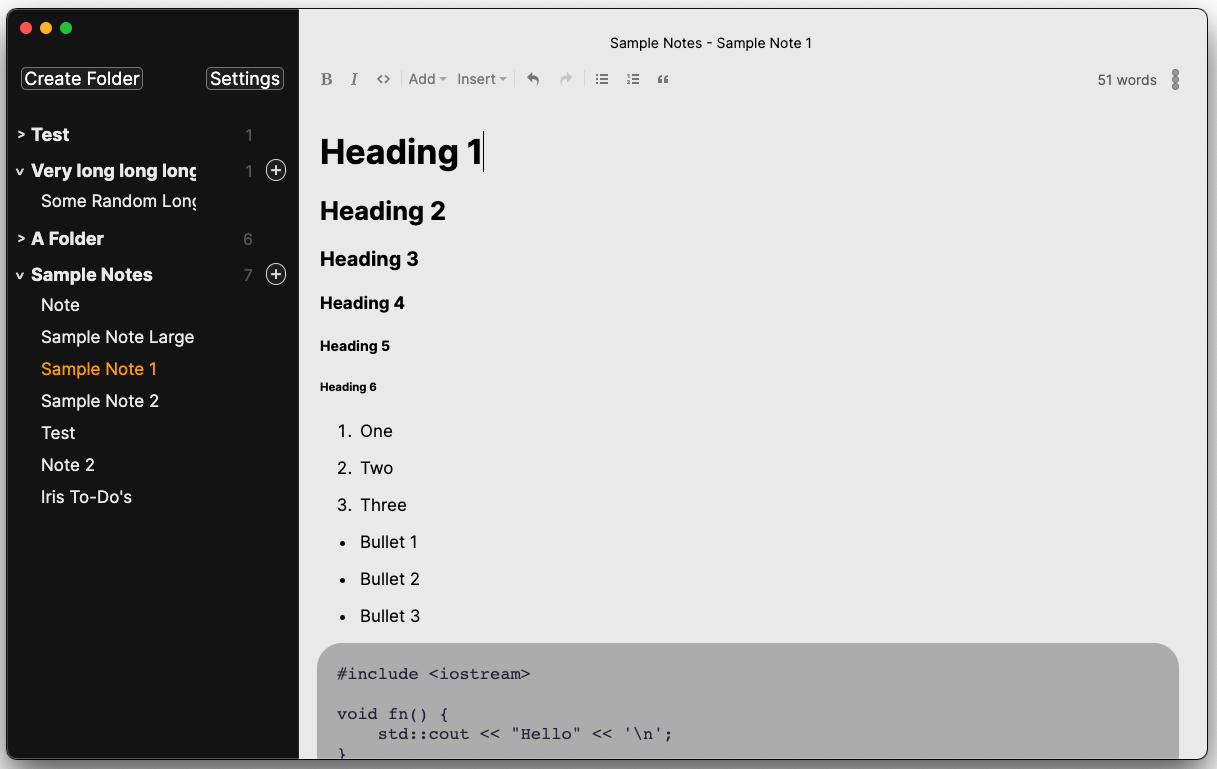 Sample Notes - Sample Note 1
Create Folder Settings
B I <> Add Insert 51 words
> Test 1
v Very long long long 1 +
Some Random Long
> A Folder 6
v Sample Notes 7 +
Note
Sample Note Large
Sample Note 1
Sample Note 2
Test
Note 2
Iris To-Do's
Heading 1
Heading 2
Heading 3
Heading 4
Heading 5
Heading 6
1. One
2. Two
3. Three
• Bullet 1
• Bullet 2
• Bullet 3
#include <iostream>
void fn() {
    std::cout << "Hello" << '\n';
}